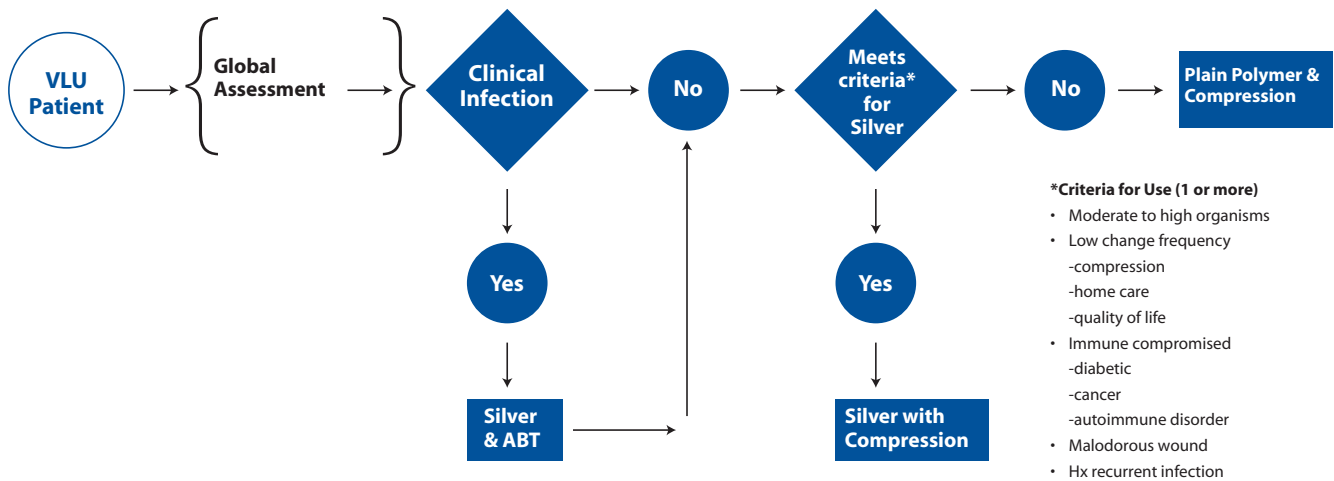 VLU
Patient
Global
Assessment
Clinical
Infection
No
Meets
criteria*
for
Silver
No
Plain Polymer &
Compression
Yes
Yes
Silver
& ABT
Silver with
Compression
*Criteria for Use (1 or more)
• Moderate to high organisms
• Low change frequency
-compression
-home care
-quality of life
• Immune compromised
-diabetic
-cancer
-autoimmune disorder
• Malodorous wound
• Hx recurrent infection